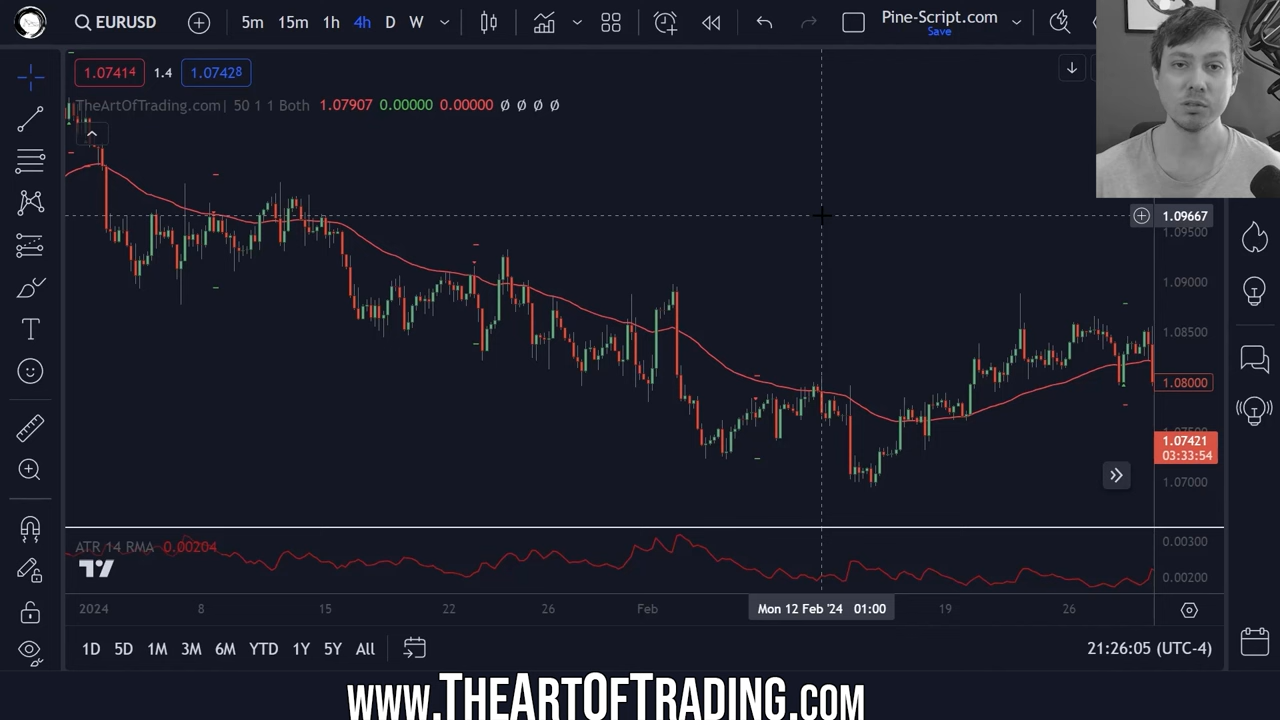 EURUSD 5m 15m 1h 4h D W Pine-Script.com
Save
1.07414 1.4 1.07428
TheArtOfTrading.com | 50 1 1 Both 1.07907 0.00000 0.00000 Ø Ø Ø Ø
1.09667
1.09500
1.09000
1.08500
1.08000
1.07500
1.07421
03:33:54
1.07000
ATR 14 RMA 0.00204
0.00300
0.00200
2024 8 15 22 26 Feb Mon 12 Feb '24 01:00 19 26
1D 5D 1M 3M 6M YTD 1Y 5Y All 21:26:05 (UTC-4)
www.TheArtOfTrading.com